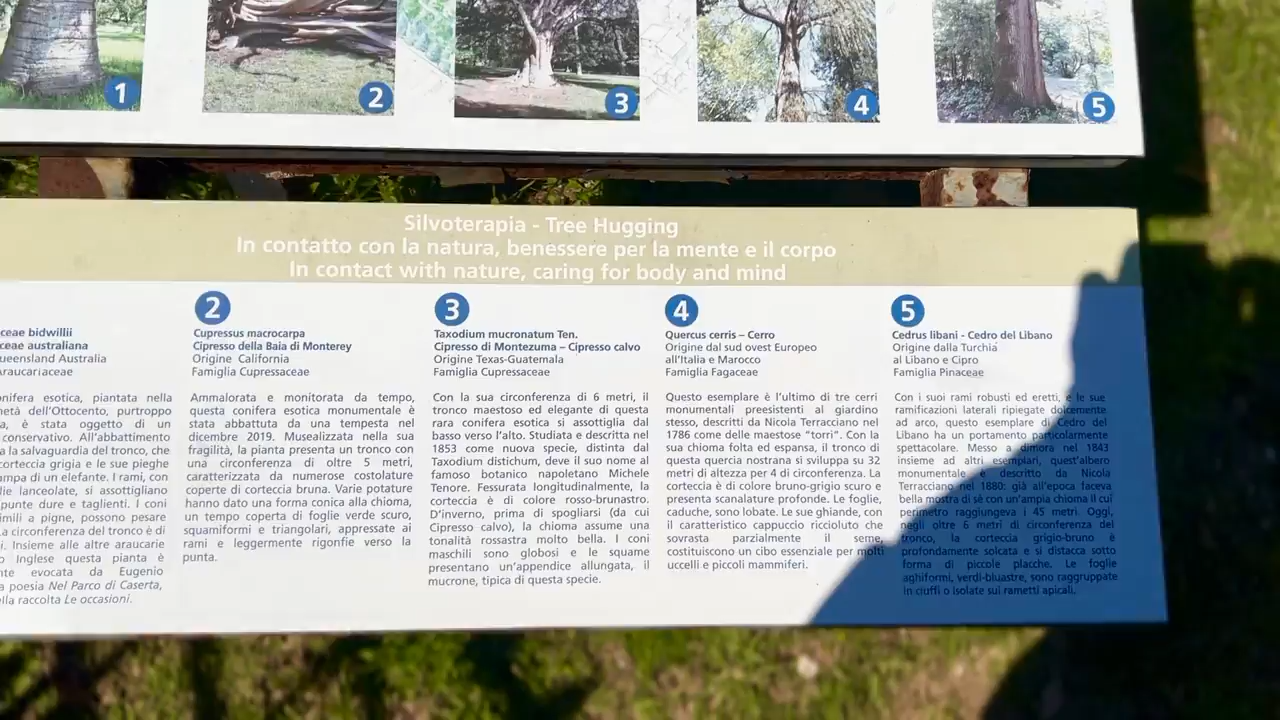 1
2
3
4
5
Silvoterapia - Tree Hugging
In contatto con la natura, benessere per la mente e il corpo
In contact with nature, caring for body and mind
ceae bidwillii
ceae australiana
ueensland Australia
Araucariaceae
onifera esotica, piantata nella
metà dell'Ottocento, purtroppo
a, è stata oggetto di un
conservativo. All'abbattimento
a la salvaguardia del tronco, che
corteccia grigia e le sue pieghe
ampa di un elefante. I rami, con
lie lanceolate, si assottigliano
punte dure e taglienti. I coni
imili a pigne, possono pesare
a circonferenza del tronco è di
i. Insieme alle altre araucarie
o Inglese questa pianta è
nte evocata da Eugenio
a poesia Nel Parco di Caserta,
lla raccolta Le occasioni.
2
Cupressus macrocarpa
Cipresso della Baia di Monterey
Origine California
Famiglia Cupressaceae
Ammalorata e monitorata da tempo,
questa conifera esotica monumentale è
stata abbattuta da una tempesta nel
dicembre 2019. Musealizzata nella sua
fragilità, la pianta presenta un tronco con
una circonferenza di oltre 5 metri,
caratterizzata da numerose costolature
coperte di corteccia bruna. Varie potature
hanno dato una forma conica alla chioma,
un tempo coperta di foglie verde scuro,
squamiformi e triangolari, appressate ai
rami e leggermente rigonfie verso la
punta.
3
Taxodium mucronatum Ten.
Cipresso di Montezuma – Cipresso calvo
Origine Texas-Guatemala
Famiglia Cupressaceae
Con la sua circonferenza di 6 metri, il
tronco maestoso ed elegante di questa
rara conifera esotica si assottiglia dal
basso verso l'alto. Studiata e descritta nel
1853 come nuova specie, distinta dal
Taxodium distichum, deve il suo nome al
famoso botanico napoletano Michele
Tenore. Fessurata longitudinalmente, la
corteccia è di colore rosso-brunastro.
D'inverno, prima di spogliarsi (da cui
Cipresso calvo), la chioma assume una
tonalità rossastra molto bella. I coni
maschili sono globosi e le squame
presentano un'appendice allungata, il
mucrone, tipica di questa specie.
4
Quercus cerris – Cerro
Origine dal sud ovest Europeo
all'Italia e Marocco
Famiglia Fagaceae
Questo esemplare è l'ultimo di tre cerri
monumentali preesistenti al giardino
stesso, descritti da Nicola Terracciano nel
1786 come delle maestose "torri". Con la
sua chioma folta ed espansa, il tronco di
questa quercia nostrana si sviluppa su 32
metri di altezza per 4 di circonferenza. La
corteccia è di colore bruno-grigio scuro e
presenta scanalature profonde. Le foglie,
caduche, sono lobate. Le sue ghiande, con
il caratteristico cappuccio riccioluto che
sovrasta parzialmente il seme,
costituiscono un cibo essenziale per molti
uccelli e piccoli mammiferi.
5
Cedrus libani - Cedro del Libano
Origine dalla Turchia
al Libano e Cipro
Famiglia Pinaceae
Con i suoi rami robusti ed eretti, e le sue
ramificazioni laterali ripiegate dolcemente
ad arco, questo esemplare di Cedro del
Libano ha un portamento particolarmente
spettacolare. Messo a dimora nel 1843
insieme ad altri esemplari, quest'albero
monumentale è descritto da Nicola
Terracciano nel 1880: già all'epoca faceva
bella mostra di sé con un'ampia chioma il cui
perimetro raggiungeva i 45 metri. Oggi,
negli oltre 6 metri di circonferenza del
tronco, la corteccia grigio-bruno è
profondamente solcata e si distacca sotto
forma di piccole placche. Le foglie
aghiformi, verdi-bluastre, sono raggruppate
in ciuffi o isolate sui rametti apicali.